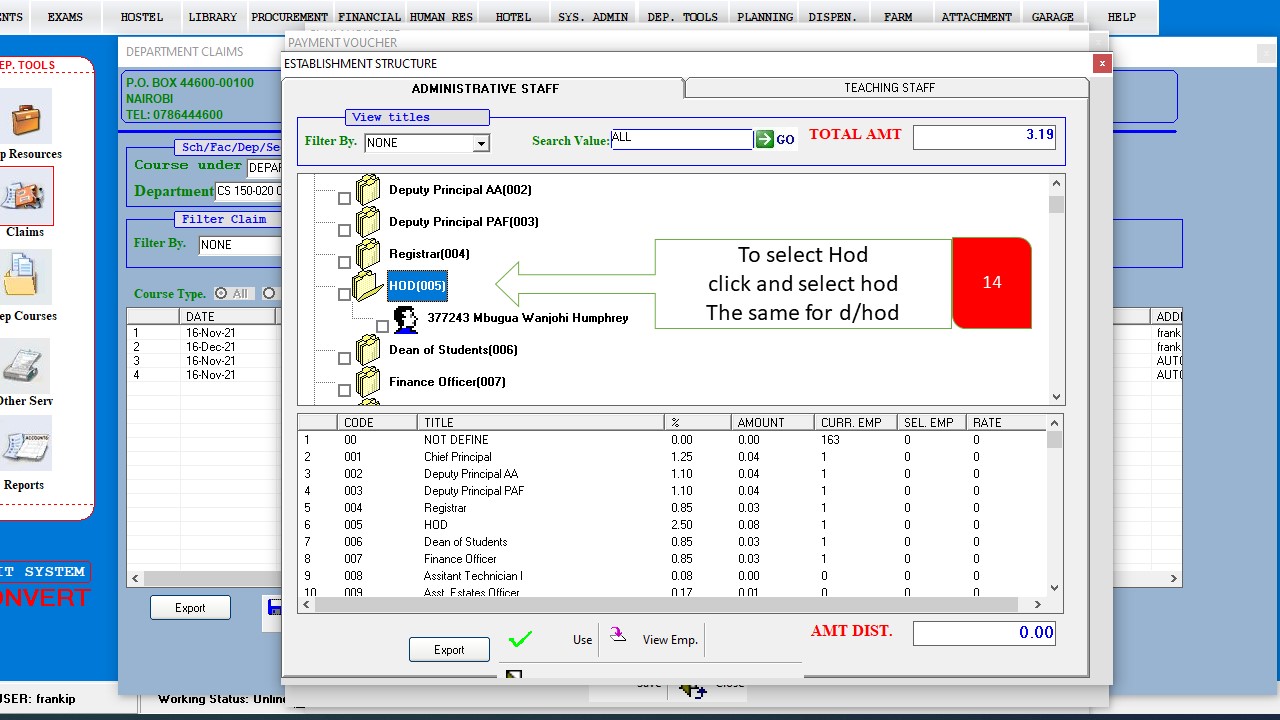 NTS EXAMS HOSTEL LIBRARY PROCUREMENT FINANCIAL HUMAN RES HOTEL SYS. ADMIN DEP. TOOLS PLANNING DISPEN. FARM ATTACHMENT GARAGE HELP
PAYMENT VOUCHER
DEPARTMENT CLAIMS
ESTABLISHMENT STRUCTURE
EP. TOOLS
p Resources
Claims
ep Courses
Other Serv
Reports
IT SYSTEM
ONVERT
P.O. BOX 44600-00100
NAIROBI
TEL: 0786444600
Sch/Fac/Dep/Se
Course under DEPAR
Department CS 150-020 C
Filter Claim
Filter By. NONE
Course Type. All
DATE
1 16-Nov-21
2 16-Dec-21
3 16-Nov-21
4 16-Nov-21
Export
ADMINISTRATIVE STAFF TEACHING STAFF
View titles
Filter By. NONE Search Value: ALL GO TOTAL AMT 3.19
Deputy Principal AA(002)
Deputy Principal PAF(003)
Registrar(004)
HOD(005)
377243 Mbugua Wanjohi Humphrey
Dean of Students(006)
Finance Officer(007)
To select Hod
click and select hod
The same for d/hod
14
CODE TITLE % AMOUNT CURR. EMP SEL. EMP RATE
1 00 NOT DEFINE 0.00 0.00 163 0 0
2 001 Chief Principal 1.25 0.04 1 0 0
3 002 Deputy Principal AA 1.10 0.04 1 0 0
4 003 Deputy Principal PAF 1.10 0.04 1 0 0
5 004 Registrar 0.85 0.03 1 0 0
6 005 HOD 2.50 0.08 1 0 0
7 006 Dean of Students 0.85 0.03 1 0 0
8 007 Finance Officer 0.85 0.03 1 0 0
9 008 Assitant Technician I 0.08 0.00 0 0 0
10 009 Asst. Estates Officer 0.17 0.01 0 0 0
Export Use View Emp. AMT DIST. 0.00
ADDI
frank
frank
AUTO
AUTO
Save Close
USER: frankip Working Status: Onlin